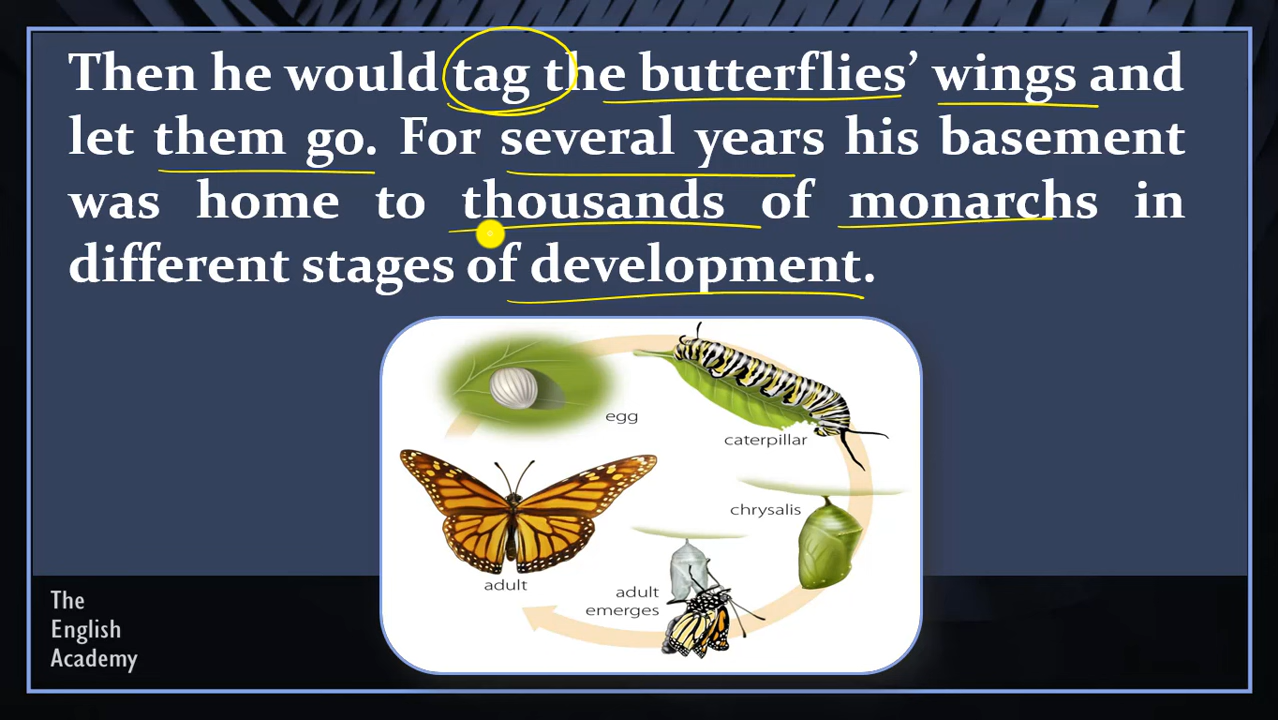 Then he would tag the butterflies’ wings and
let them go. For several years his basement
was home to thousands of monarchs in
different stages of development.
egg
caterpillar
chrysalis
adult
emerges
adult
The
English
Academy